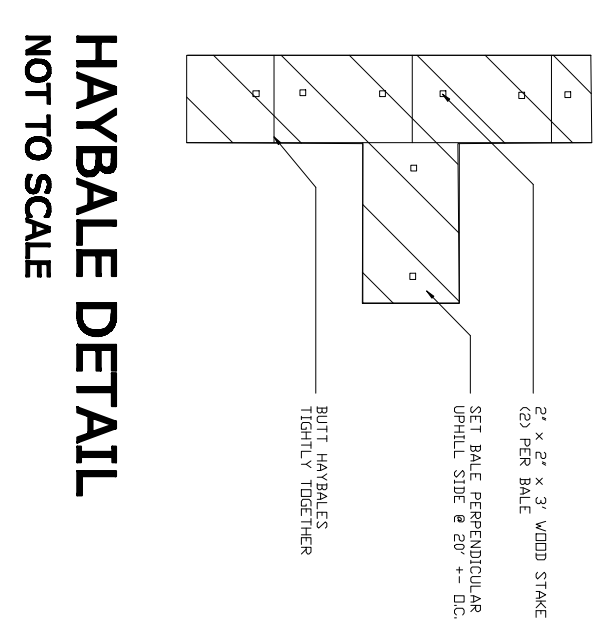 2" x 2" x 3' WOOD STAKE
(2) PER BALE
SET BALE PERPENDICULAR
UPHILL SIDE @ 20' +- O.C.
BUTT HAYBALES
TIGHTLY TOGETHER
HAYBALE DETAIL
NOT TO SCALE